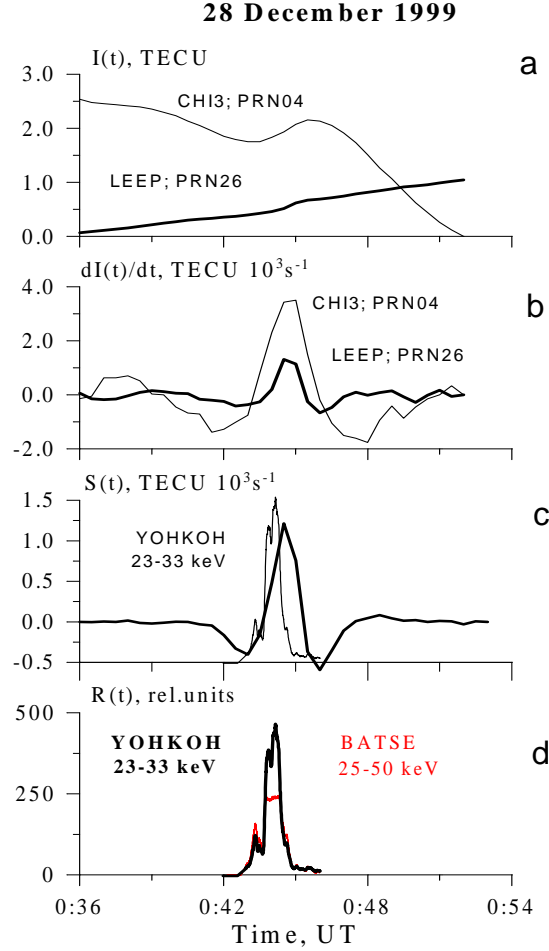 28 December 1999
I(t), TECU
a
3.0
CHI3; PRN04
2.0
LEEP; PRN26
1.0
0.0
dI(t)/dt, TECU 10³s⁻¹
b
4.0
CHI3; PRN04
2.0
LEEP; PRN26
0.0
-2.0
S(t), TECU 10³s⁻¹
c
1.5
YOHKOH
23-33 keV
1.0
0.5
0.0
-0.5
R(t), rel.units
d
500
YOHKOH
23-33 keV
BATSE
25-50 keV
250
0
0:36 0:42 0:48 0:54
Time, UT